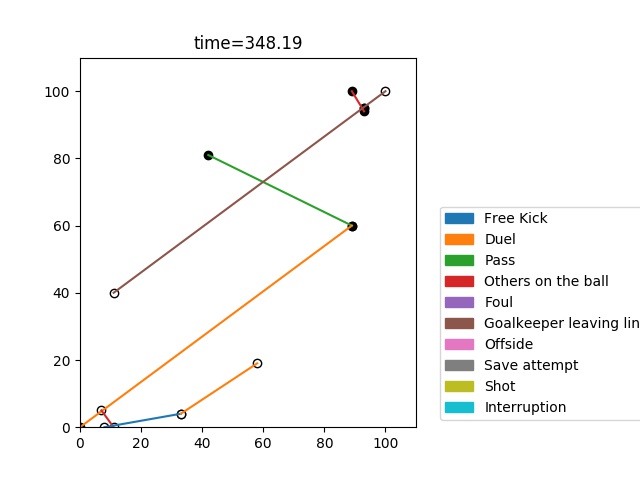 time=348.19
100
80
60
40
20
0
0 20 40 60 80 100
Free Kick
Duel
Pass
Others on the ball
Foul
Goalkeeper leaving lin
Offside
Save attempt
Shot
Interruption